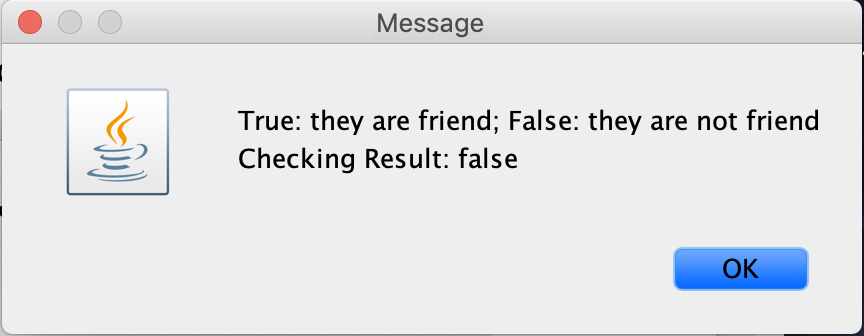 Message
True: they are friend; False: they are not friend
Checking Result: false
OK